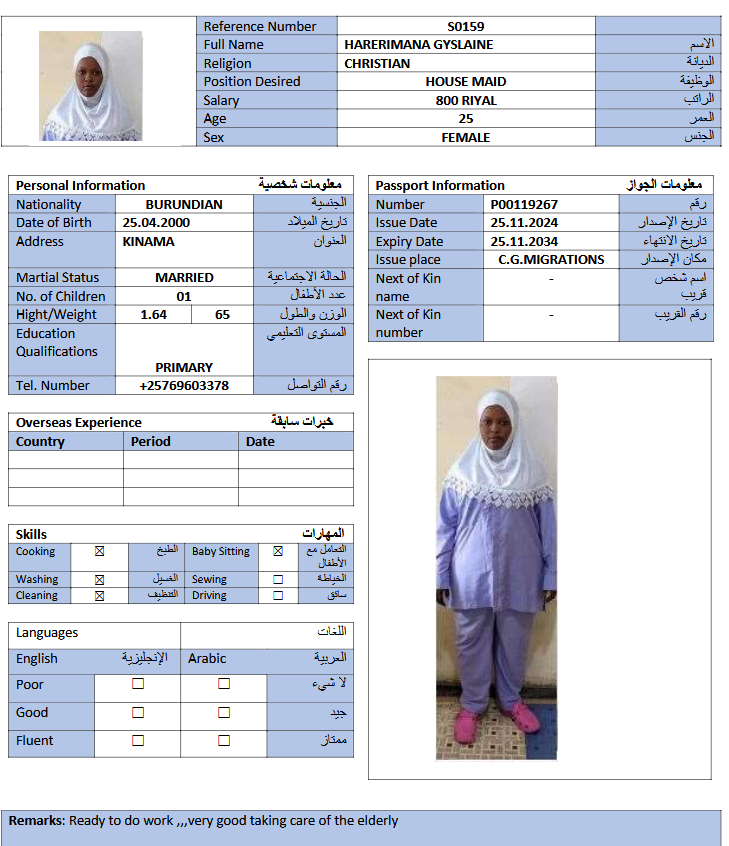 Reference Number S0159
Full Name HARERIMANA GYSLAINE الاسم
Religion CHRISTIAN الديانة
Position Desired HOUSE MAID الوظيفة
Salary 800 RIYAL الراتب
Age 25 العمر
Sex FEMALE الجنس
Personal Information معلومات شخصية
Nationality BURUNDIAN الجنسية
Date of Birth 25.04.2000 تاريخ الميلاد
Address KINAMA العنوان
Martial Status MARRIED الحالة الاجتماعية
No. of Children 01 عدد الأطفال
Hight/Weight 1.64 65 الوزن والطول
Education المستوى التعليمي
Qualifications
PRIMARY
Tel. Number +25769603378 رقم التواصل
Passport Information معلومات الجواز
Number P00119267 رقم
Issue Date 25.11.2024 تاريخ الإصدار
Expiry Date 25.11.2034 تاريخ الانتهاء
Issue place C.G.MIGRATIONS مكان الإصدار
Next of Kin - اسم شخص
name قريب
Next of Kin - رقم القريب
number
Overseas Experience خبرات سابقة
Country Period Date
Skills المهارات
Cooking ☒ الطبخ Baby Sitting ☒ التعامل مع
الأطفال
Washing ☒ الغسيل Sewing ☐ الخياطة
Cleaning ☒ التنظيف Driving ☐ سائق
Languages اللغات
English الإنجليزية Arabic العربية
Poor ☐ ☐ لا شيء
Good ☐ ☐ جيد
Fluent ☐ ☐ ممتاز
Remarks: Ready to do work ,,,very good taking care of the elderly